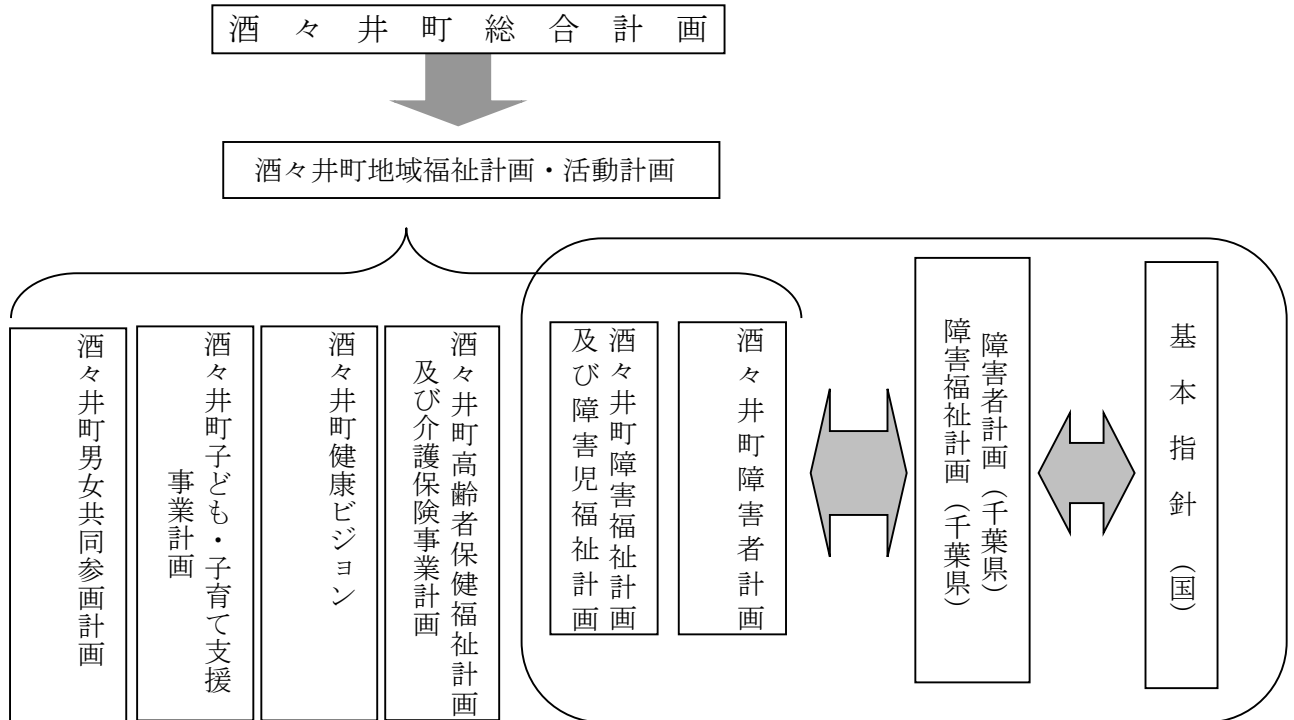 酒々井町総合計画
酒々井町地域福祉計画・活動計画
酒々井町男女共同参画計画
酒々井町子ども・子育て支援
事業計画
酒々井町健康ビジョン
酒々井町高齢者保健福祉計画
及び介護保険事業計画
酒々井町障害福祉計画
及び障害児福祉計画
酒々井町障害者計画
障害者計画（千葉県）
障害福祉計画（千葉県）
基本指針（国）